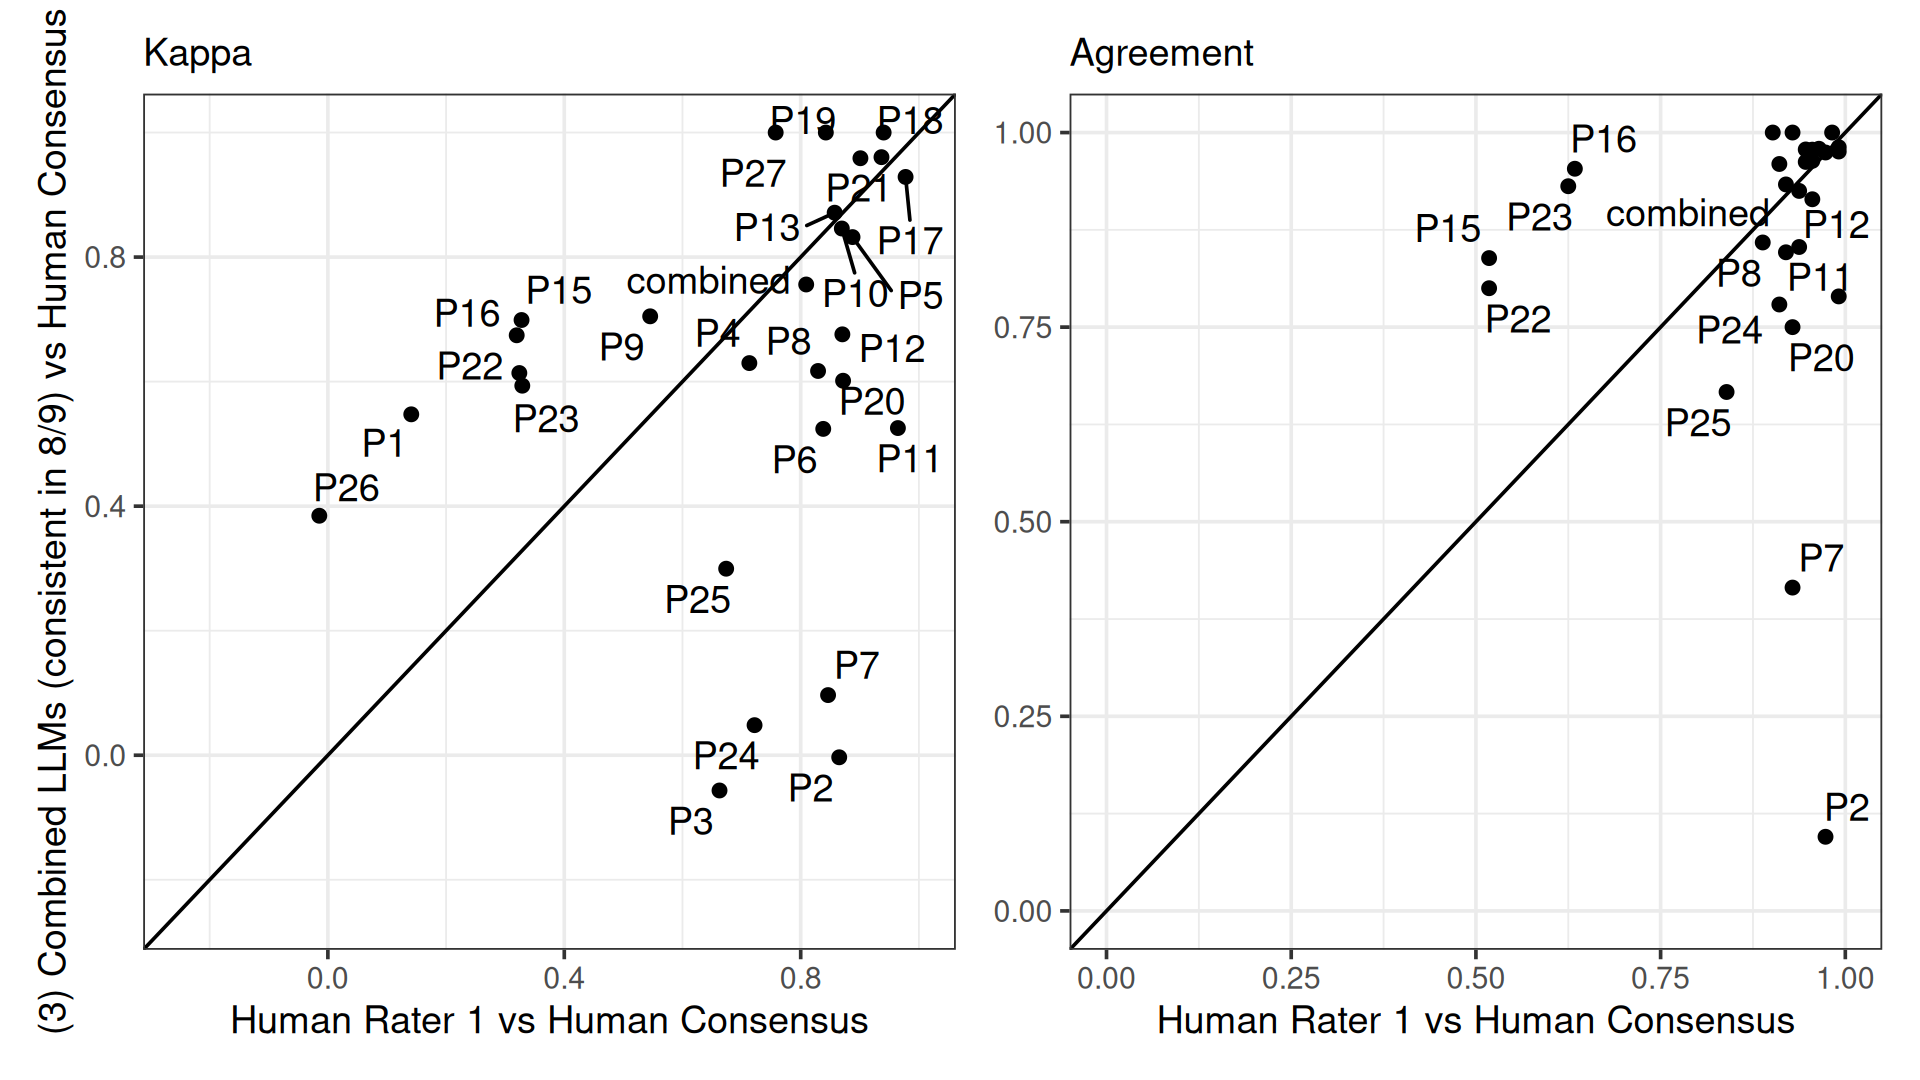 (3) Combined LLMs (consistent in 8/9) vs Human Consensus
Kappa
P19
P18
P27
P21
P13
P17
combined
P10
P5
P15
P16
P9
P4
P8
P12
P22
P20
P23
P1
P6
P11
P26
P25
P7
P24
P2
P3
0.8
0.4
0.0
0.0
0.4
0.8
Human Rater 1 vs Human Consensus
Agreement
P16
P23
combined
P15
P12
P8
P11
P22
P24
P20
P25
P7
P2
1.00
0.75
0.50
0.25
0.00
0.00
0.25
0.50
0.75
1.00
Human Rater 1 vs Human Consensus